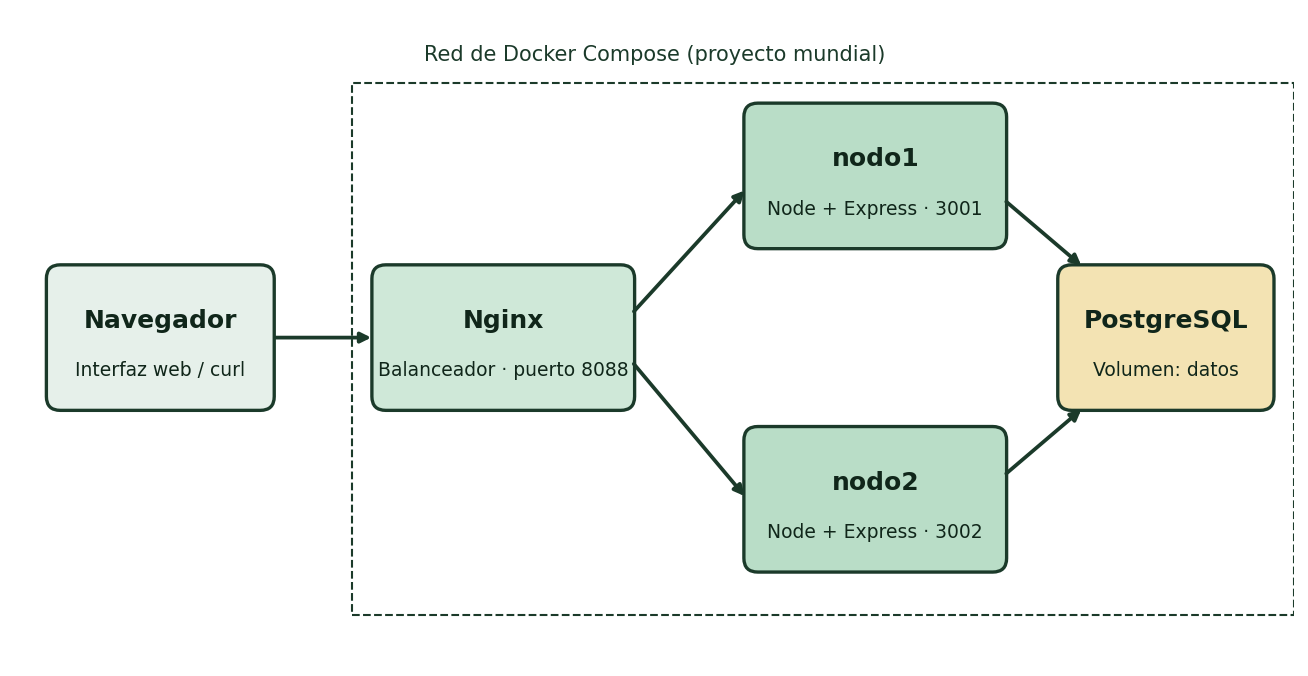 Red de Docker Compose (proyecto mundial)
Navegador
Interfaz web / curl
Nginx
Balanceador · puerto 8088
nodo1
Node + Express · 3001
nodo2
Node + Express · 3002
PostgreSQL
Volumen: datos